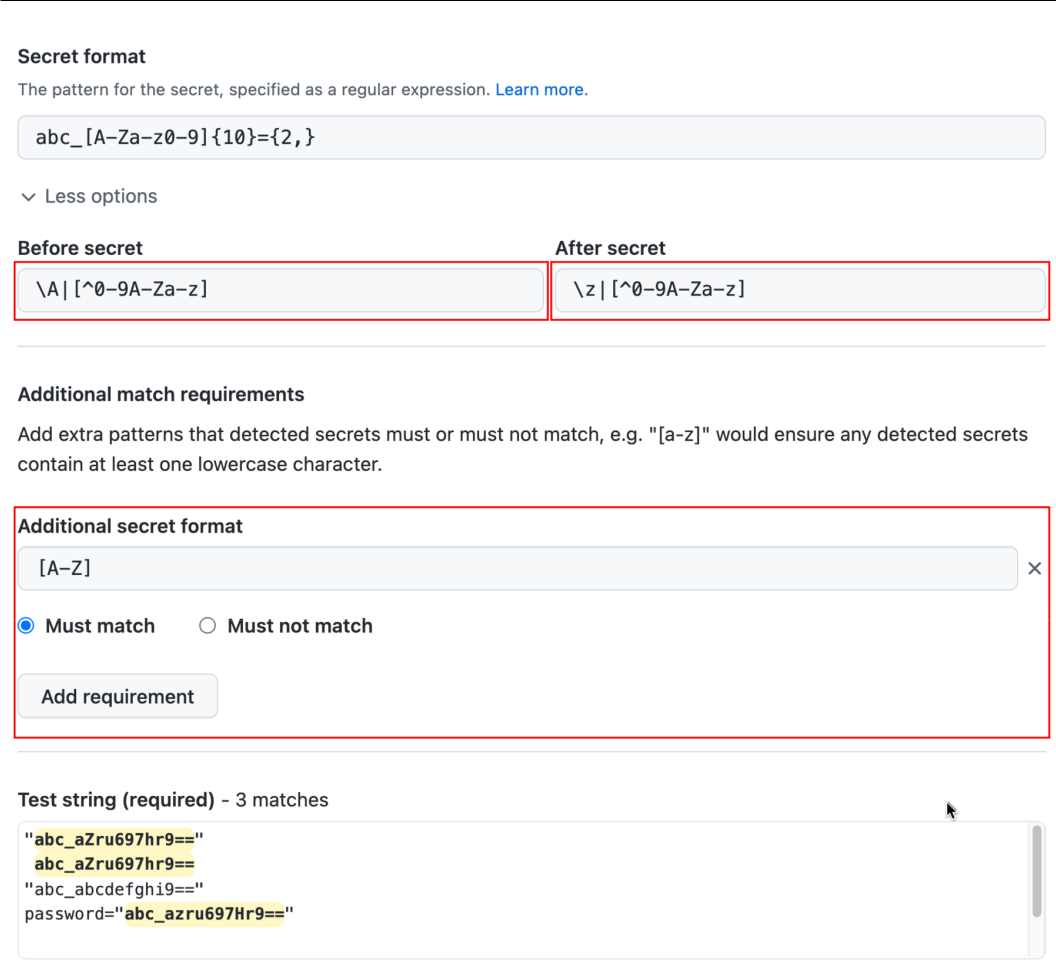 Secret format
The pattern for the secret, specified as a regular expression. Learn more.
abc_[A-Za-z0-9]{10}={2,}
Less options
Before secret
After secret
\A|[^0-9A-Za-z]
\z|[^0-9A-Za-z]
Additional match requirements
Add extra patterns that detected secrets must or must not match, e.g. "[a-z]" would ensure any detected secrets
contain at least one lowercase character.
Additional secret format
[A-Z]
Must match
Must not match
Add requirement
Test string (required) - 3 matches
"abc_aZru697hr9=="
abc_aZru697hr9==
"abc_abcdefghi9=="
password="abc_azru697Hr9=="